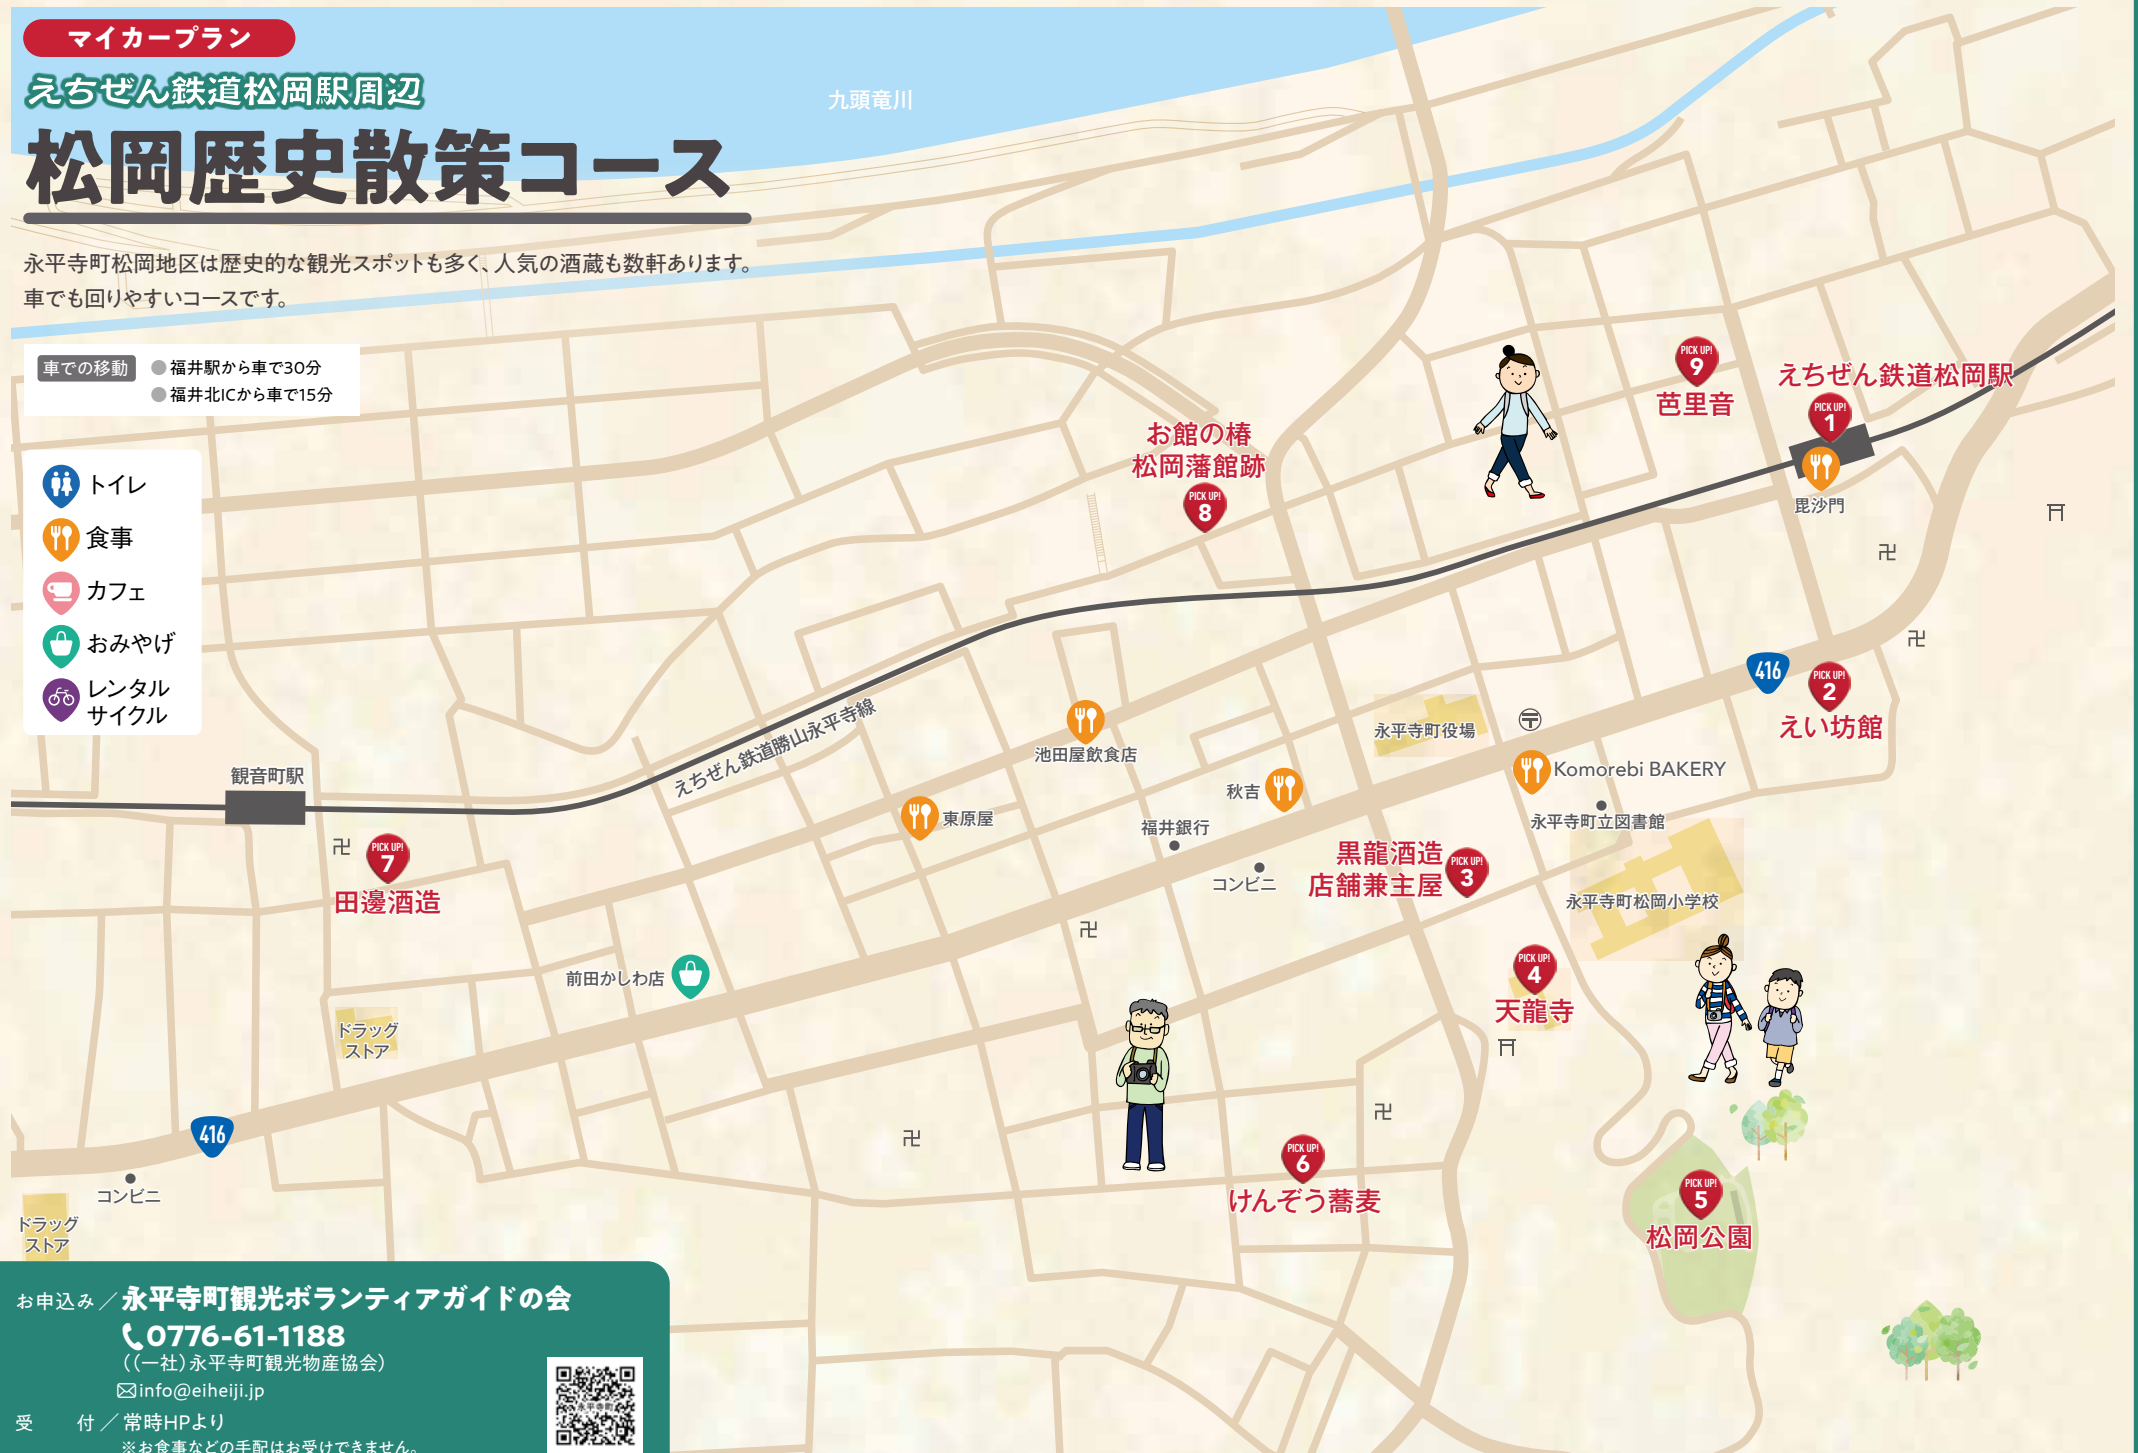 マイカープラン
えちぜん鉄道松岡駅周辺
松岡歴史散策コース
九頭竜川
永平寺町松岡地区は歴史的な観光スポットも多く、人気の酒蔵も数軒あります。
車でも回りやすいコースです。
車での移動
福井駅から車で30分
福井北ICから車で15分
トイレ
食事
カフェ
おみやげ
レンタル
サイクル
PICK UP!
9
芭里音
えちぜん鉄道松岡駅
PICK UP!
1
毘沙門
お館の椿
松岡藩館跡
PICK UP!
8
416
PICK UP!
2
えい坊館
永平寺町役場
Komorebi BAKERY
永平寺町立図書館
永平寺町松岡小学校
えちぜん鉄道勝山永平寺線
池田屋飲食店
秋吉
東原屋
福井銀行
コンビニ
黒龍酒造
店舗兼主屋
PICK UP!
3
観音町駅
PICK UP!
7
田邊酒造
前田かしわ店
PICK UP!
4
天龍寺
ドラッグ
ストア
416
コンビニ
ドラッグ
ストア
PICK UP!
6
けんぞう蕎麦
PICK UP!
5
松岡公園
お申込み／永平寺町観光ボランティアガイドの会
0776-61-1188
（（一社）永平寺町観光物産協会）
info@eiheiji.jp
受　　付／常時HPより
※お食事などの手配はお受けできません。
永平寺町